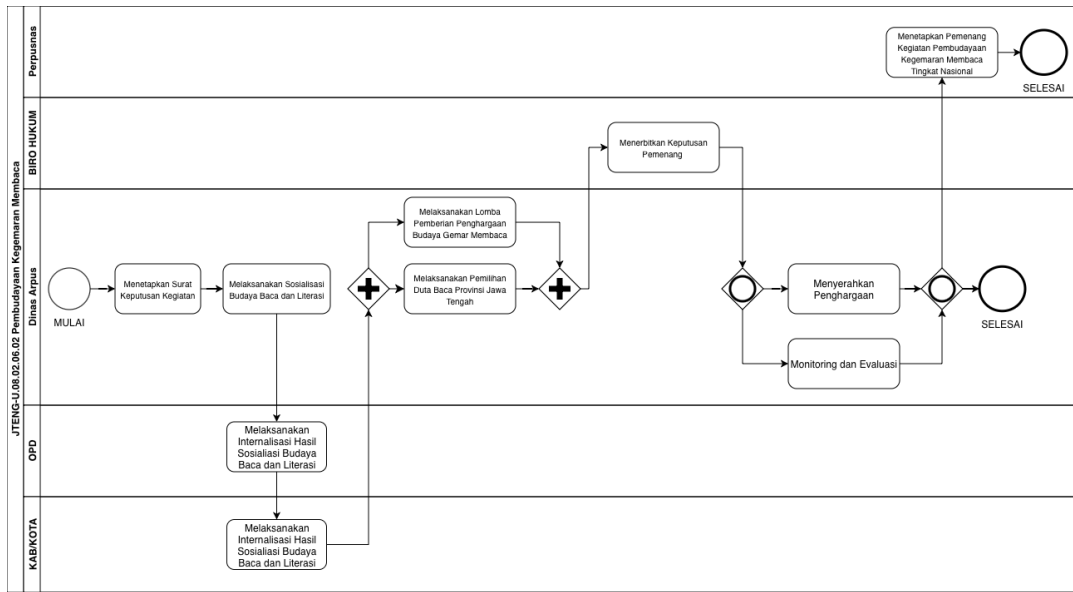 JTENG-U.08.02.06.02 Pembudayaan Kegemaran Membaca
Perpusnas
Menetapkan Pemenang
Kegiatan Pembudayaan
Kegemaran Membaca
Tingkat Nasional
SELESAI
BIRO HUKUM
Menerbitkan Keputusan
Pemenang
Dinas Arpus
MULAI
Menetapkan Surat
Keputusan Kegiatan
Melaksanakan Sosialisasi
Budaya Baca dan Literasi
Melaksanakan Lomba
Pemberian Penghargaan
Budaya Gemar Membaca
Melaksanakan Pemilihan
Duta Baca Provinsi Jawa
Tengah
Menyerahkan
Penghargaan
Monitoring dan Evaluasi
SELESAI
OPD
Melaksanakan
Internalisasi Hasil
Sosialiasi Budaya
Baca dan Literasi
KAB/KOTA
Melaksanakan
Internalisasi Hasil
Sosialiasi Budaya
Baca dan Literasi